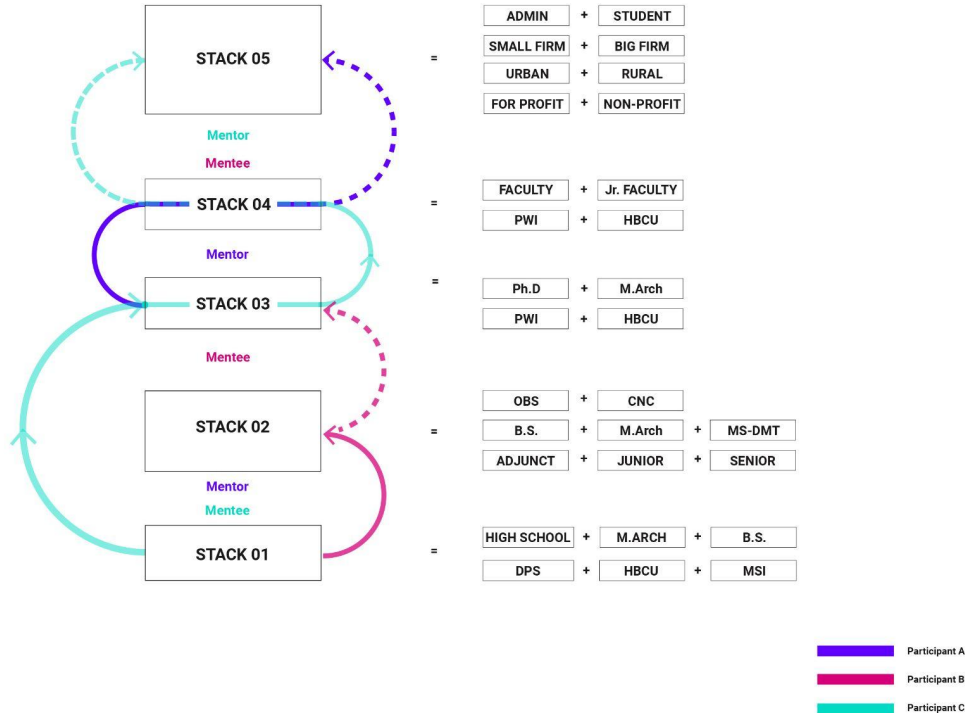 ADMIN + STUDENT
STACK 05 = SMALL FIRM + BIG FIRM
URBAN + RURAL
FOR PROFIT + NON-PROFIT
Mentor
Mentee
STACK 04 = FACULTY + Jr. FACULTY
PWI + HBCU
Mentor
=
STACK 03 Ph.D + M.Arch
PWI + HBCU
Mentee
OBS + CNC
STACK 02 = B.S. + M.Arch + MS-DMT
ADJUNCT + JUNIOR + SENIOR
Mentor
Mentee
HIGH SCHOOL + M.ARCH + B.S.
STACK 01 =
DPS + HBCU + MSI
Participant A
Participant B
Participant C